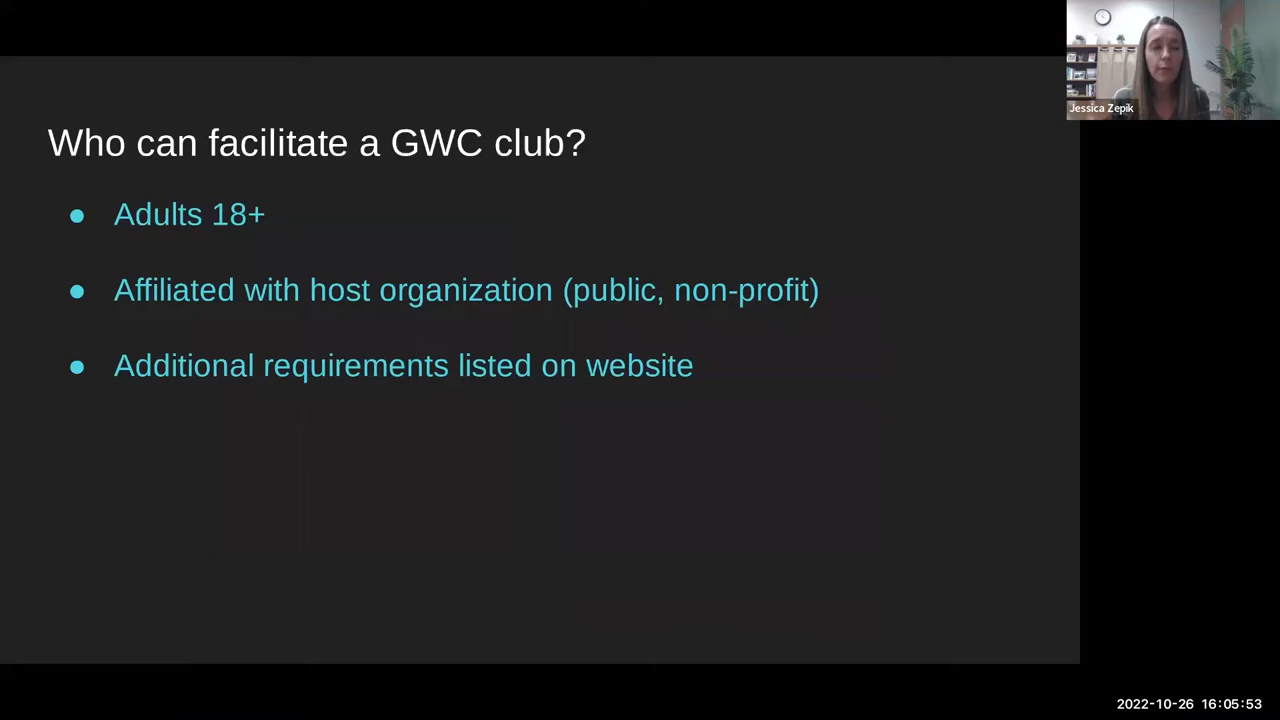 Jessica Zepik
Who can facilitate a GWC club?
● Adults 18+
● Affiliated with host organization (public, non-profit)
● Additional requirements listed on website
2022-10-26 16:05:53